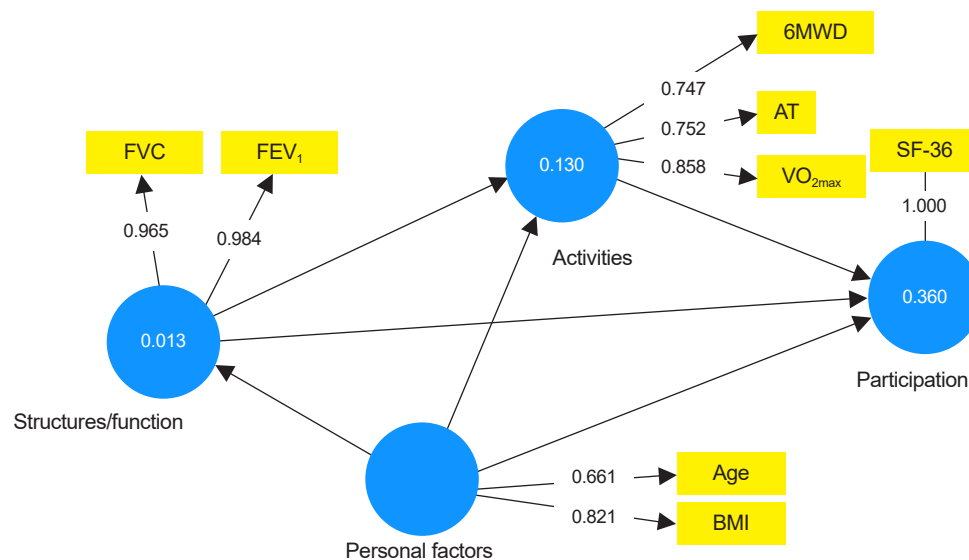 6MWD
0.747
AT
0.752
FVC
FEV₁
SF-36
0.858
VO₂max
0.130
0.965
0.984
1.000
Activities
0.360
0.013
Participation
Structures/function
0.661
Age
0.821
BMI
Personal factors